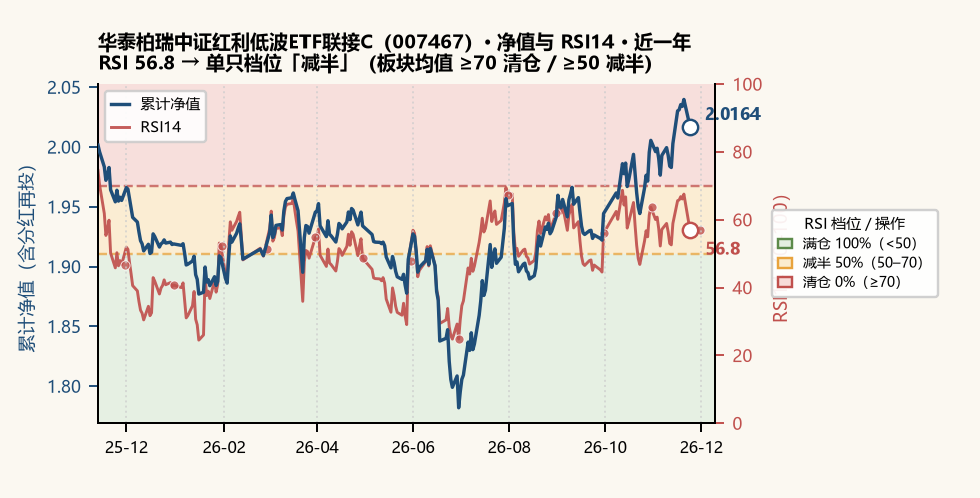 华泰柏瑞中证红利低波ETF联接C（007467）·净值与 RSI14·近一年
RSI 56.8 → 单只档位「减半」（板块均值 ≥70 清仓 / ≥50 减半）
累计净值
RSI14
2.05
2.00
1.95
1.90
1.85
1.80
累计净值（含分红再投）
100
80
60
40
20
0
2.0164
56.8
RSI 档位 / 操作
满仓 100%（<50）
减半 50%（50–70）
清仓 0%（≥70）
25-12
26-02
26-04
26-06
26-08
26-10
26-12